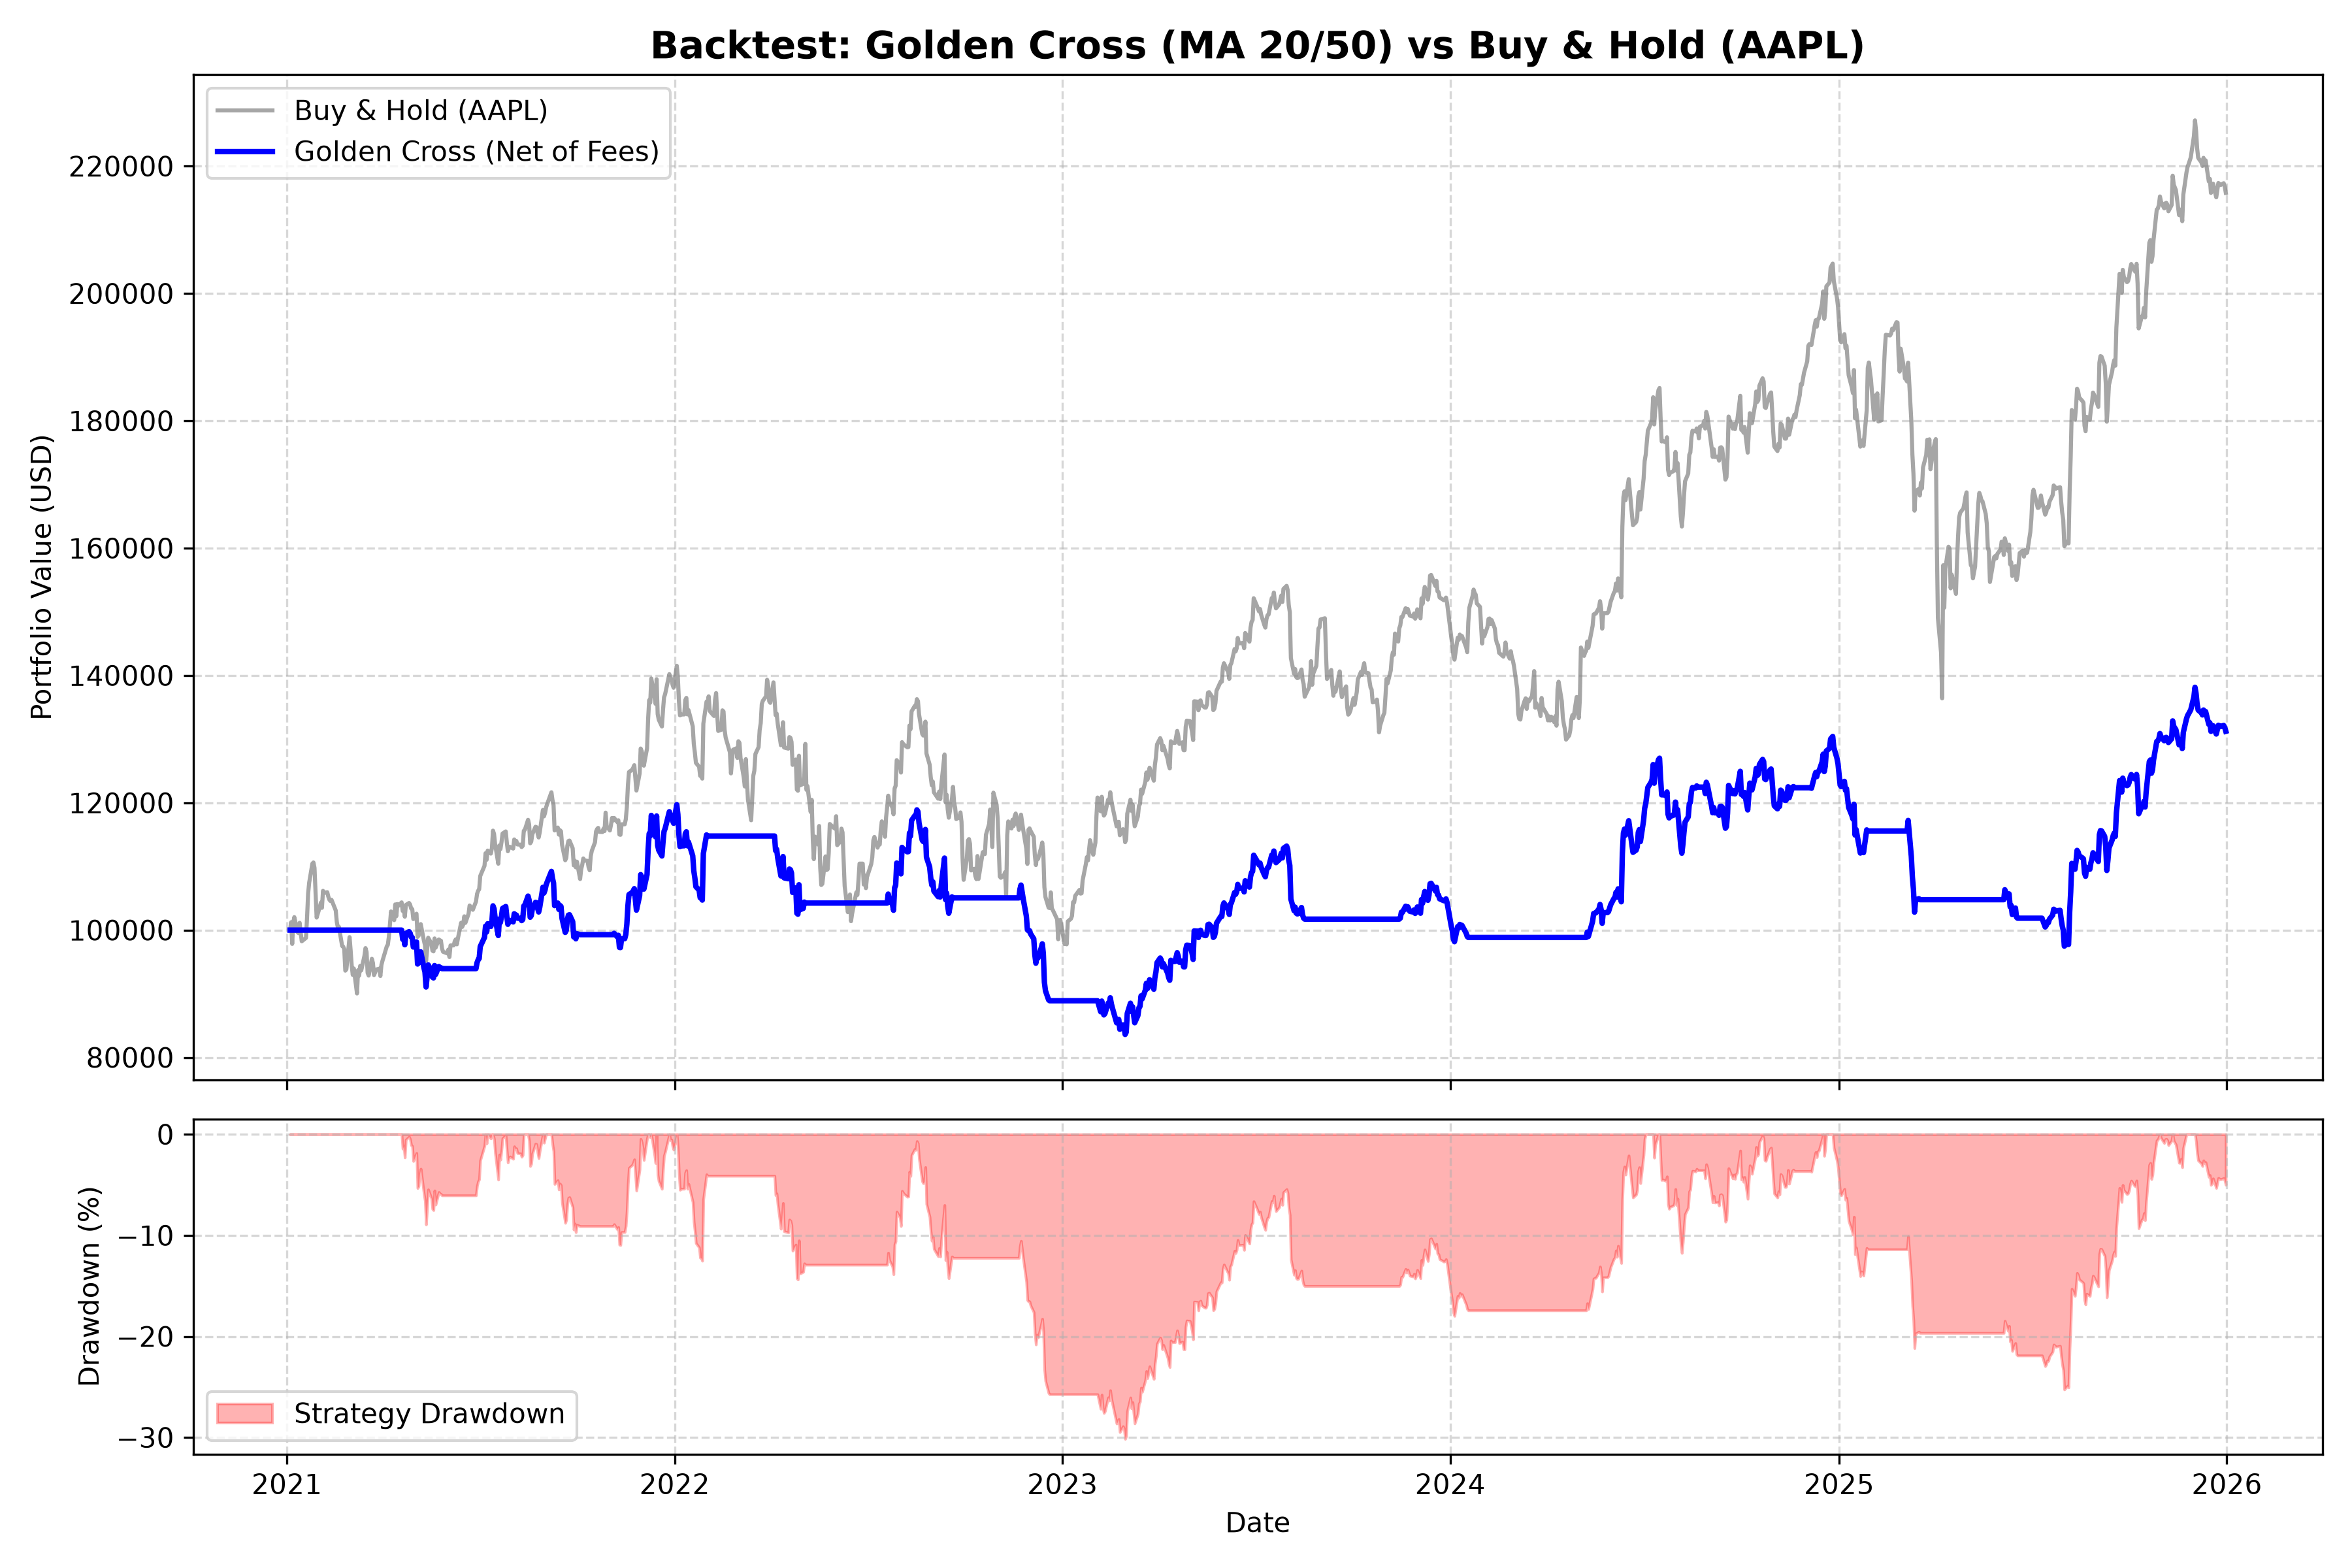 Backtest: Golden Cross (MA 20/50) vs Buy & Hold (AAPL)
Buy & Hold (AAPL)
Golden Cross (Net of Fees)
220000
200000
180000
160000
140000
120000
100000
80000
Portfolio Value (USD)
0
−10
−20
−30
Drawdown (%)
Strategy Drawdown
2021
2022
2023
2024
2025
2026
Date